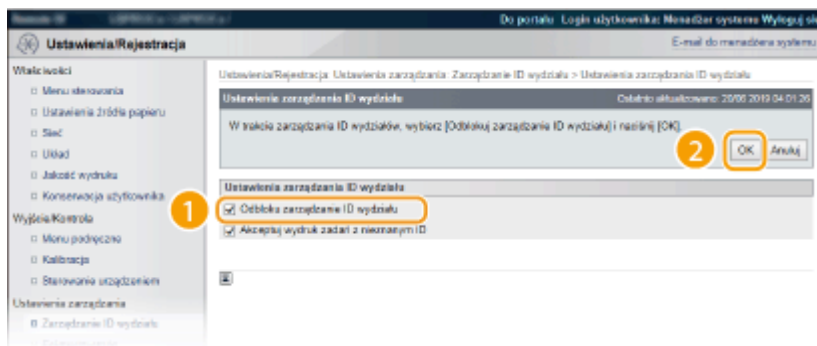 Do portalu Login użytkownika: Menadżer systemu Wyloguj się
Ustawienia/Rejestracja
E-mail do menadżera systemu
Właściwości
Menu sterowania
Ustawienia źródła papieru
Sieć
Układ
Jakość wydruku
Konserwacja użytkownika
Wyjście/Kontrola
Menu podręczne
Kalibracja
Sterowanie urządzeniem
Ustawienia zarządzania
Zarządzanie ID wydziału
Ustawienia/Rejestracja: Ustawienia zarządzania: Zarządzanie ID wydziału > Ustawienia zarządzania ID wydziału
Ustawienia zarządzania ID wydziału
Ostatnio aktualizowano: 20/06 2019 04:01:26
W trakcie zarządzania ID wydziałów, wybierz [Odblokuj zarządzanie ID wydziału] i naciśnij [OK].
2
OK Anuluj
Ustawienia zarządzania ID wydziału
1
Odbloku zarządzanie ID wydziału
Akceptuj wydruk zadań z nieznanym ID